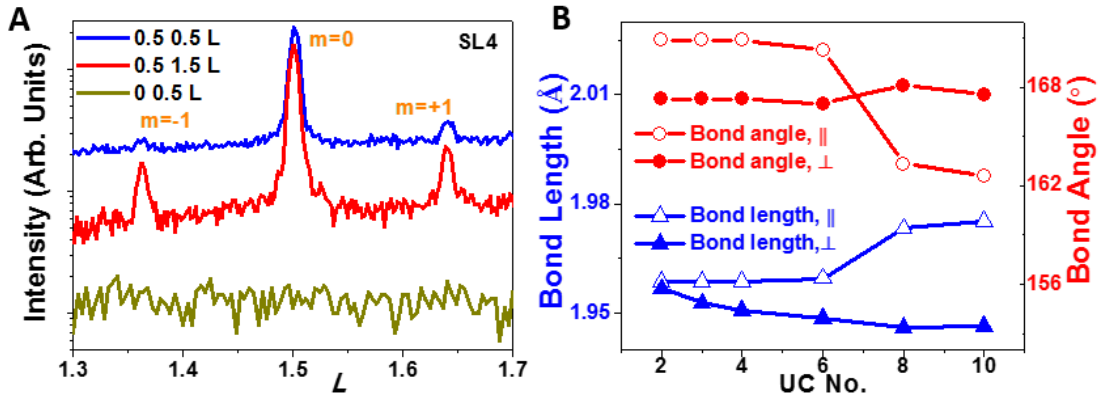 A
Intensity (Arb. Units)
0.5 0.5 L
0.5 1.5 L
0 0.5 L
m=0
SL4
m=-1
m=+1
1.3 1.4 1.5 1.6 1.7
L
B
Bond Length (Å)
2.01
1.98
1.95
Bond angle, ∥
Bond angle, ⊥
Bond length, ∥
Bond length,⊥
168
162
156
Bond Angle (°)
2 4 6 8 10
UC No.